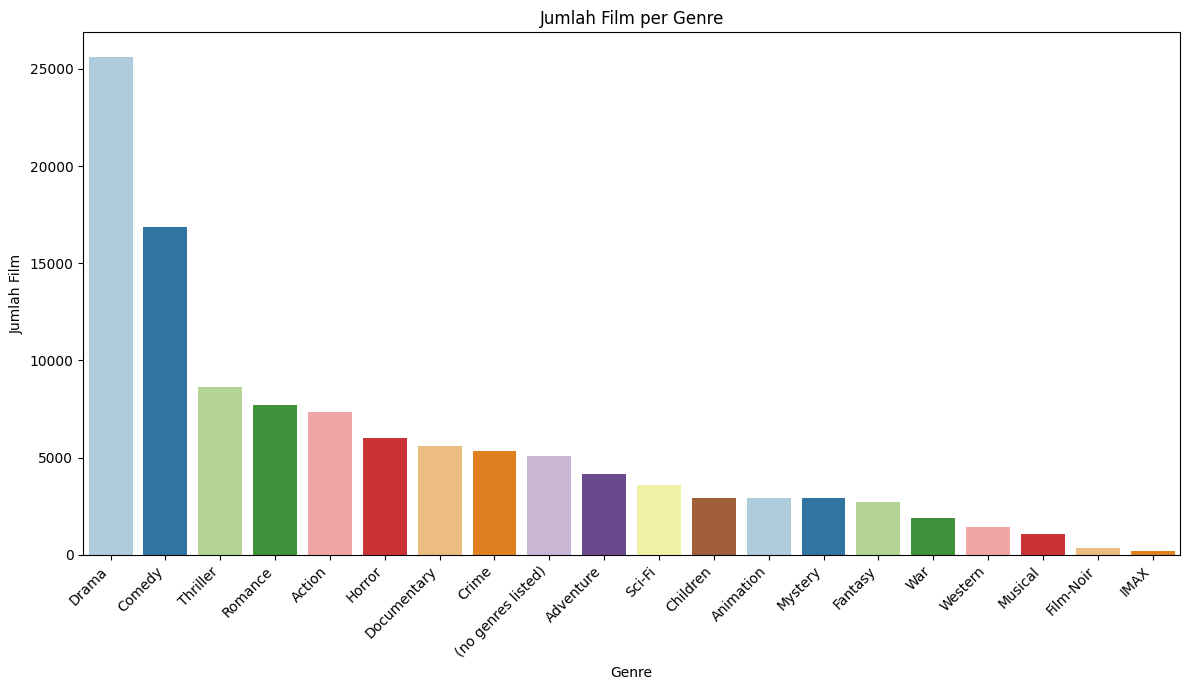 Jumlah Film per Genre
Jumlah Film
25000
20000
15000
10000
5000
0
Drama
Comedy
Thriller
Romance
Action
Horror
Documentary
Crime
(no genres listed)
Adventure
Sci-Fi
Children
Animation
Mystery
Fantasy
War
Western
Musical
Film-Noir
IMAX
Genre